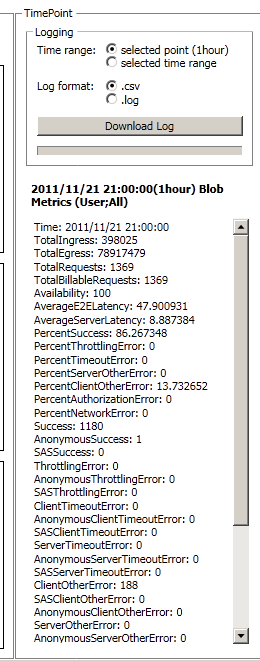 TimePoint
Logging
Time range: selected point (1hour)
selected time range
Log format: .csv
.log
Download Log
2011/11/21 21:00:00(1hour) Blob
Metrics (User;All)
Time: 2011/11/21 21:00:00
TotalIngress: 398025
TotalEgress: 78917479
TotalRequests: 1369
TotalBillableRequests: 1369
Availability: 100
AverageE2ELatency: 47.900931
AverageServerLatency: 8.887384
PercentSuccess: 86.267348
PercentThrottlingError: 0
PercentTimeoutError: 0
PercentServerOtherError: 0
PercentClientOtherError: 13.732652
PercentAuthorizationError: 0
PercentNetworkError: 0
Success: 1180
AnonymousSuccess: 1
SASSuccess: 0
ThrottlingError: 0
AnonymousThrottlingError: 0
SASThrottlingError: 0
ClientTimeoutError: 0
AnonymousClientTimeoutError: 0
SASClientTimeoutError: 0
ServerTimeoutError: 0
AnonymousServerTimeoutError: 0
SASServerTimeoutError: 0
ClientOtherError: 188
SASClientOtherError: 0
AnonymousClientOtherError: 0
ServerOtherError: 0
AnonymousServerOtherError: 0